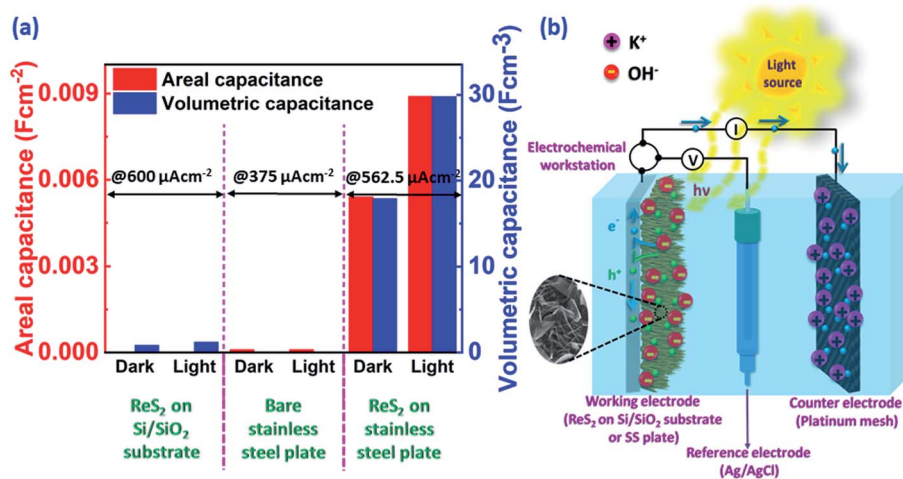 (a)
Areal capacitance (Fcm-2)
0.009
0.006
0.003
0.000
Areal capacitance
Volumetric capacitance
@600 µAcm-2
@375 µAcm-2
@562.5 µAcm-2
Dark Light
Dark Light
Dark Light
ReS2 on
Si/SiO2
substrate
Bare
stainless
steel plate
ReS2 on
stainless
steel plate
30
20
10
0
Volumetric capacitance (Fcm-3)
(b)
K+
OH-
Light
source
Electrochemical
workstation
I
V
hν
e-
h+
Working electrode
(ReS2 on Si/SiO2 substrate
or SS plate)
Reference electrode
(Ag/AgCl)
Counter electrode
(Platinum mesh)